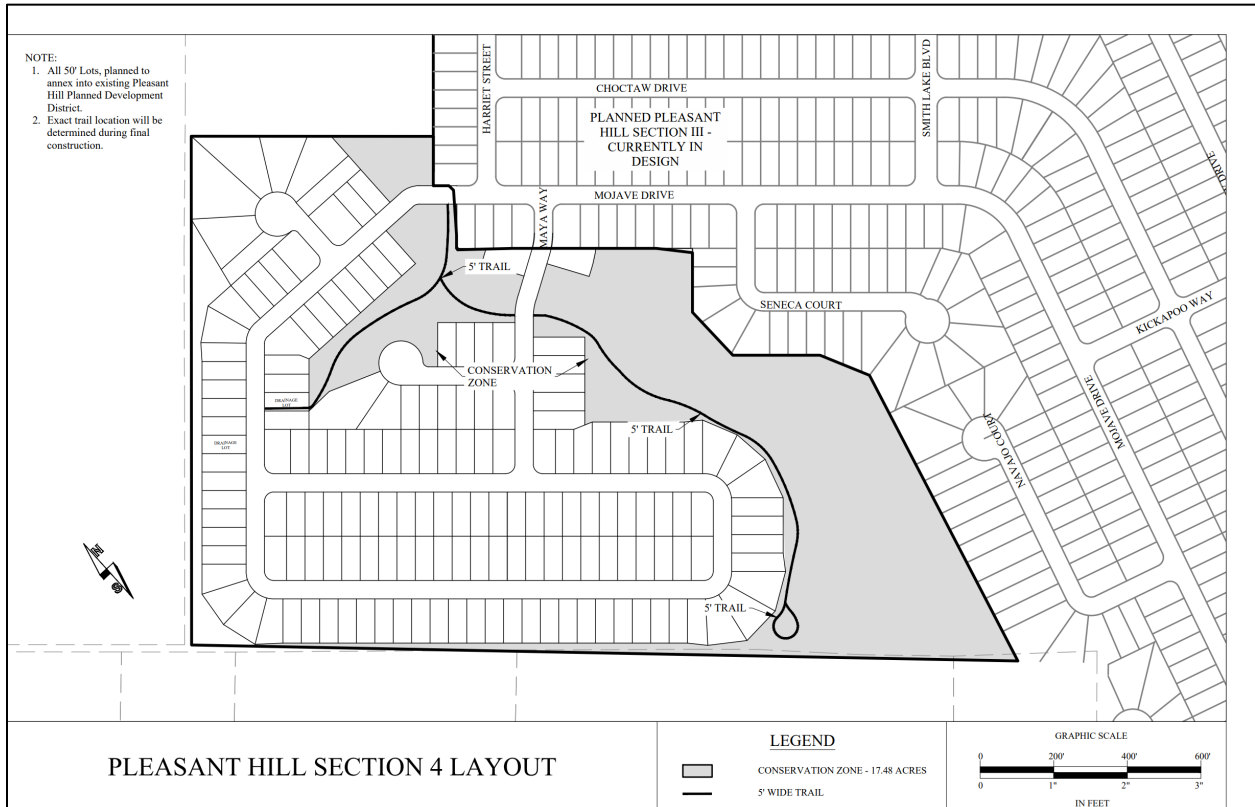 NOTE:
1. All 50' Lots, planned to
annex into existing Pleasant
Hill Planned Development
District.
2. Exact trail location will be
determined during final
construction.
HARRIET STREET
SMITH LAKE BLVD
CHOCTAW DRIVE
PLANNED PLEASANT
HILL SECTION III -
CURRENTLY IN
DESIGN
MOJAVE DRIVE
MAYA WAY
DRIVE
5' TRAIL
SENECA COURT
KICKAPOO WAY
CONSERVATION
ZONE
MOJAVE DRIVE
DRAINAGE
LOT
DRAINAGE
LOT
5' TRAIL
NAVAJO COURT
N
S
5' TRAIL
PLEASANT HILL SECTION 4 LAYOUT
LEGEND
CONSERVATION ZONE - 17.48 ACRES
5' WIDE TRAIL
GRAPHIC SCALE
0 200' 400' 600'
0 1" 2" 3"
IN FEET